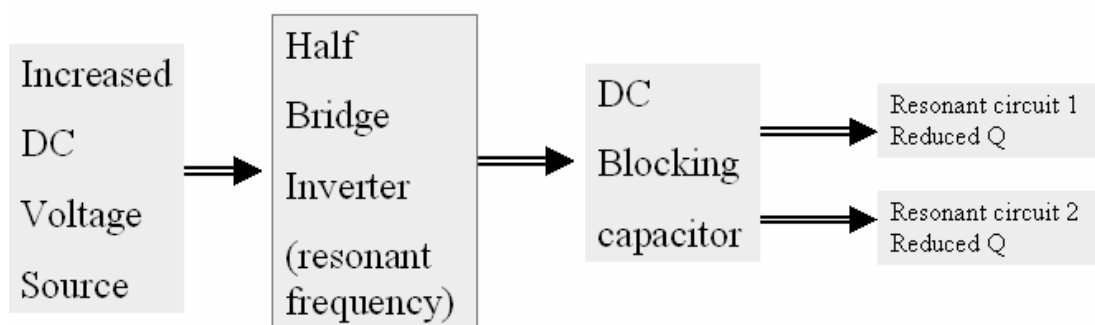 Increased
DC
Voltage
Source
Half
Bridge
Inverter
(resonant
frequency)
DC
Blocking
capacitor
Resonant circuit 1
Reduced Q
Resonant circuit 2
Reduced Q